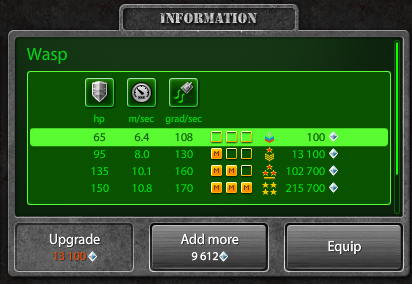 INFORMATION
Wasp
hp m/sec grad/sec
65 6.4 108 100
95 8.0 130 M 13 100
135 10.1 160 M M 102 700
150 10.8 170 M M M 215 700
Upgrade Add more Equip
13 100 9 612